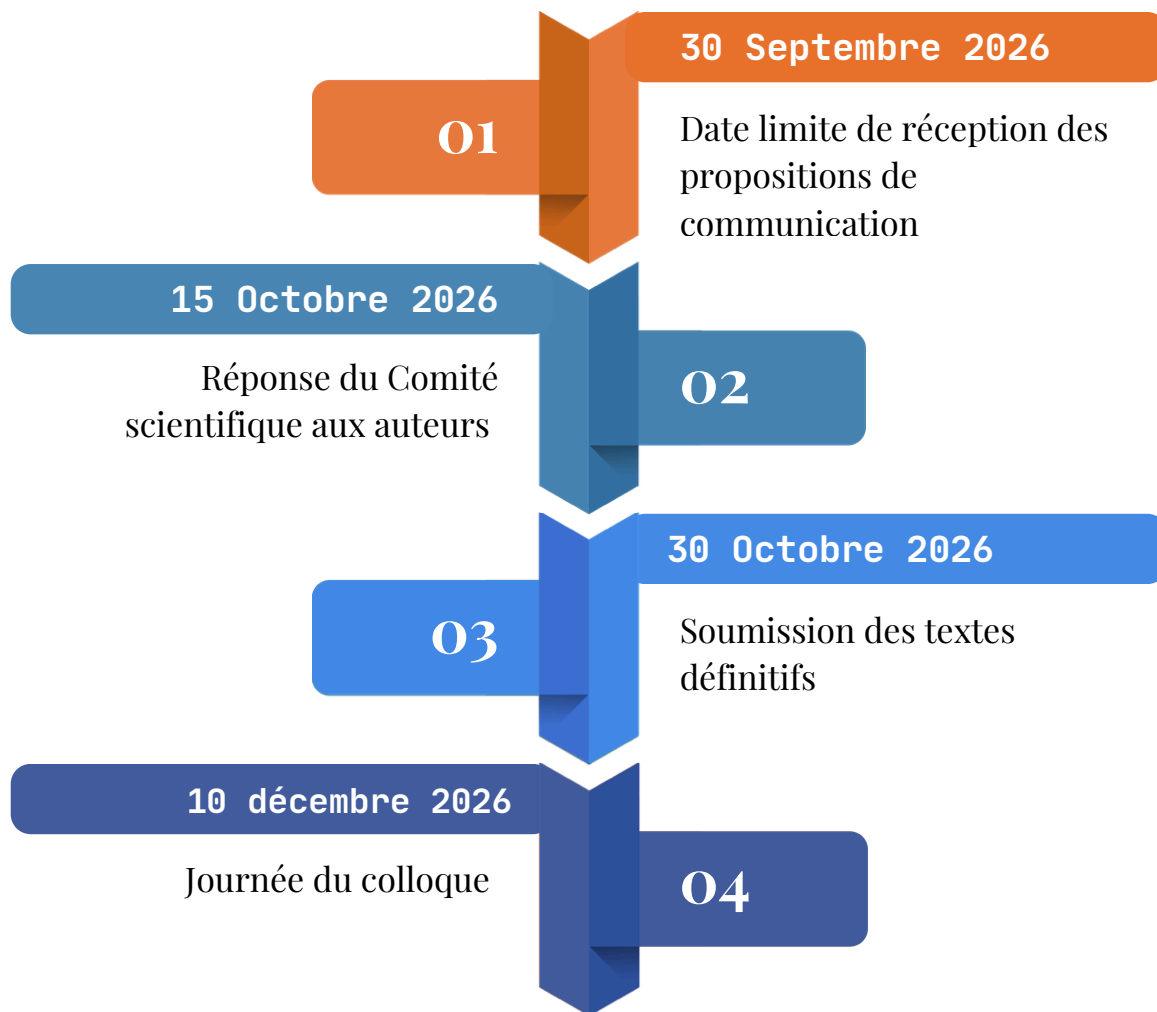 01
30 Septembre 2026
Date limite de réception des
propositions de
communication
15 Octobre 2026
Réponse du Comité
scientifique aux auteurs
02
03
30 Octobre 2026
Soumission des textes
définitifs
10 décembre 2026
Journée du colloque
04